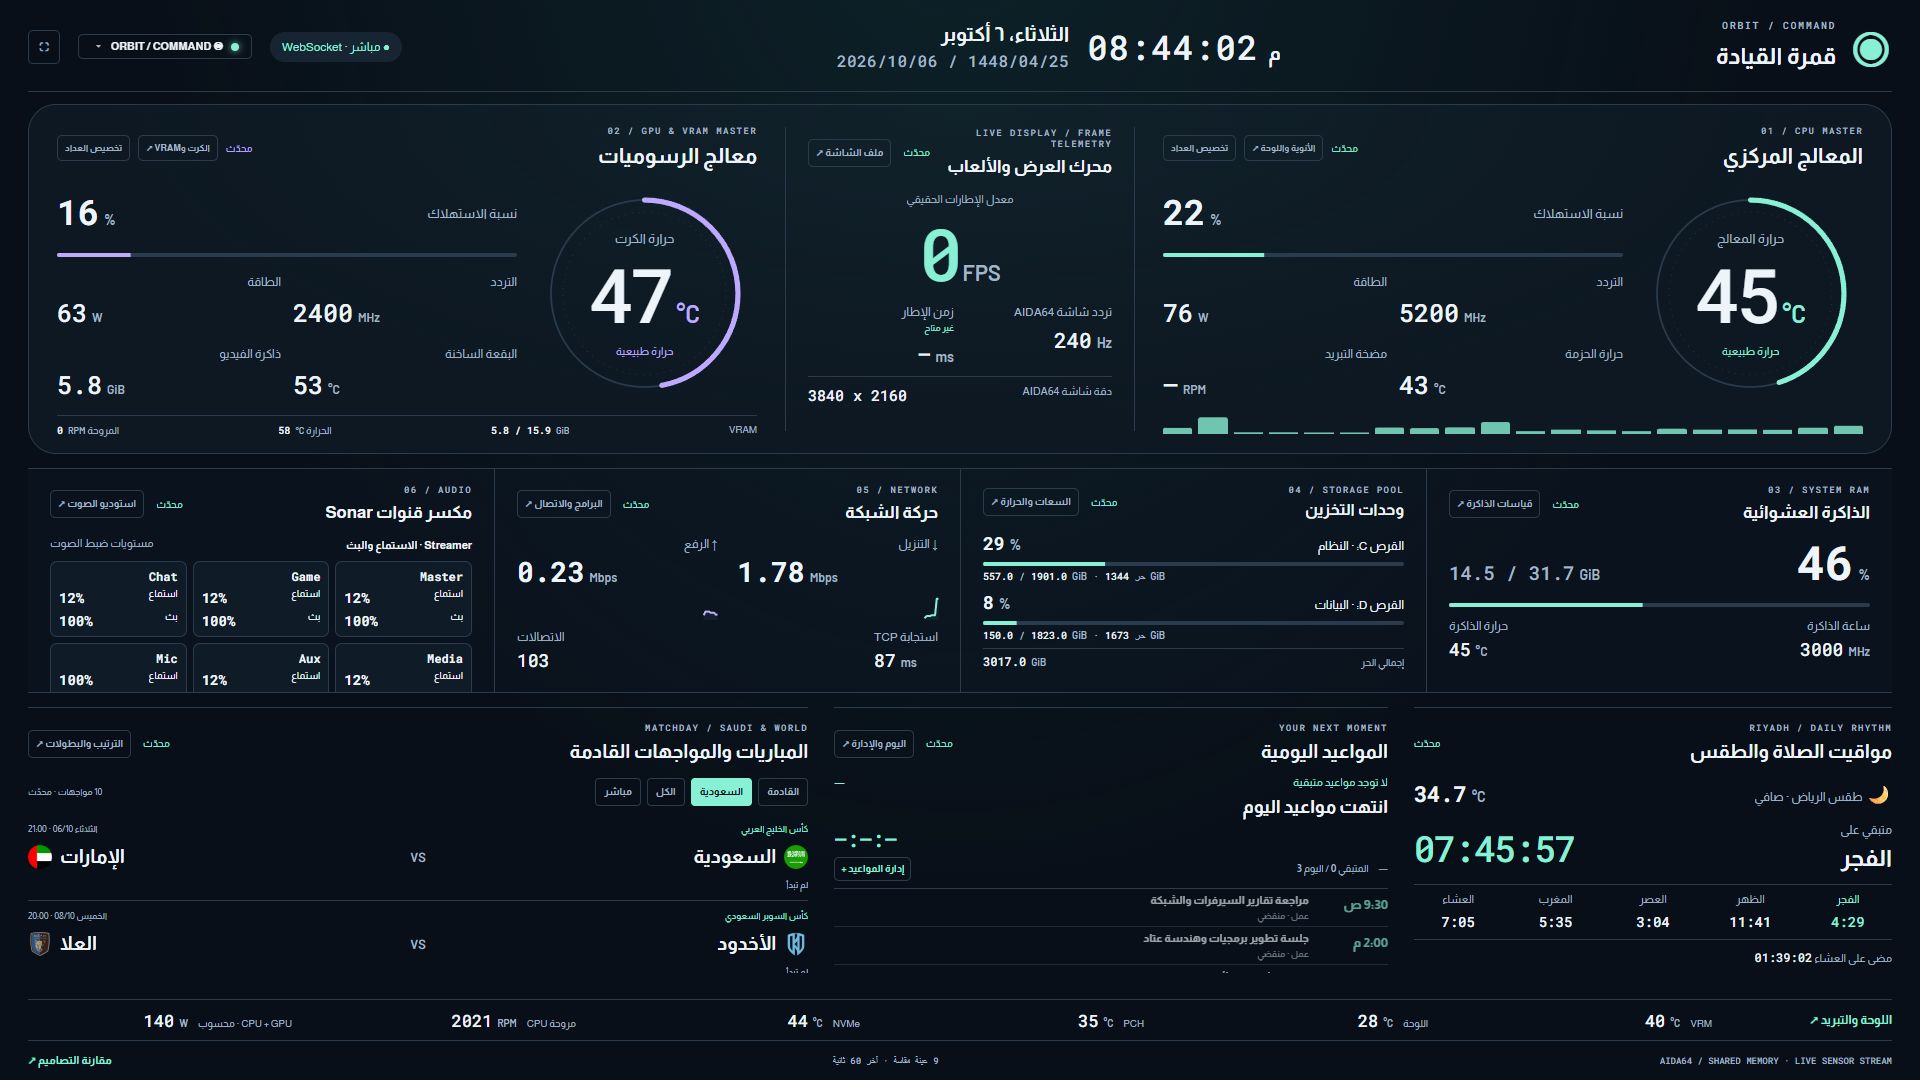 ORBIT / COMMAND
قمرة القيادة
08:44:02 م
الثلاثاء، ٦ أكتوبر
2026/10/06 / 1448/04/25
مباشر · WebSocket
ORBIT / COMMAND
01 / CPU MASTER
المعالج المركزي
محدّث
الأنوية واللوحة ↗
تخصيص العداد
حرارة المعالج
45 °C
حرارة طبيعية
نسبة الاستهلاك
22 %
التردد
5200 MHz
الطاقة
76 W
حرارة الحزمة
43 °C
مضخة التبريد
— RPM
LIVE DISPLAY / FRAME TELEMETRY
محرك العرض والألعاب
محدّث
ملف الشاشة ↗
معدل الإطارات الحقيقي
0 FPS
تردد شاشة AIDA64
240 Hz
زمن الإطار
غير متاح
— ms
دقة شاشة AIDA64
3840 x 2160
02 / GPU & VRAM MASTER
معالج الرسوميات
محدّث
الكرت وVRAM ↗
تخصيص العداد
حرارة الكرت
47 °C
حرارة طبيعية
نسبة الاستهلاك
16 %
التردد
2400 MHz
الطاقة
63 W
البقعة الساخنة
53 °C
ذاكرة الفيديو
5.8 GiB
VRAM
5.8 / 15.9 GiB
الحرارة 58 °C
المروحة 0 RPM
03 / SYSTEM RAM
الذاكرة العشوائية
محدّث
قياسات الذاكرة ↗
46 %
14.5 / 31.7 GiB
ساعة الذاكرة
3000 MHz
حرارة الذاكرة
45 °C
04 / STORAGE POOL
وحدات التخزين
محدّث
السعات والحرارة ↗
القرص C: · النظام
29 %
557.0 / 1901.0 GiB · 1344 حر GiB
القرص D: · البيانات
8 %
150.0 / 1823.0 GiB · 1673 حر GiB
إجمالي الحر
3017.0 GiB
05 / NETWORK
حركة الشبكة
محدّث
البرامج والاتصال ↗
↓ التنزيل
1.78 Mbps
↑ الرفع
0.23 Mbps
استجابة TCP
87 ms
الاتصالات
103
06 / AUDIO
مكسر قنوات Sonar
محدّث
استوديو الصوت ↗
Streamer · الاستماع والبث
مستويات ضبط الصوت
Master
استماع 12%
بث 100%
Game
استماع 12%
بث 100%
Chat
استماع 12%
بث 100%
Media
استماع 12%
Aux
استماع 12%
Mic
استماع 100%
RIYADH / DAILY RHYTHM
مواقيت الصلاة والطقس
محدّث
طقس الرياض · صافي
34.7 °C
متبقي على
الفجر
07:45:57
الفجر
4:29
الظهر
11:41
العصر
3:04
المغرب
5:35
العشاء
7:05
مضى على العشاء 01:39:02
YOUR NEXT MOMENT
المواعيد اليومية
محدّث
اليوم والإدارة ↗
لا توجد مواعيد متبقية
—
انتهت مواعيد اليوم
—:—:—
— المتبقي 0 / اليوم 3
إدارة المواعيد +
9:30 ص
مراجعة تقارير السيرفرات والشبكة
عمل · منقضي
2:00 م
جلسة تطوير برمجيات وهندسة عتاد
عمل · منقضي
MATCHDAY / SAUDI & WORLD
المباريات والمواجهات القادمة
محدّث
الترتيب والبطولات ↗
القادمة
السعودية
الكل
مباشر
10 مواجهات · محدّث
كأس الخليج العربي
الثلاثاء 06/10 · 21:00
السعودية
VS
الإمارات
لم تبدأ
كأس السوبر السعودي
الخميس 08/10 · 20:00
الأخدود
VS
العلا
لم تبدأ
اللوحة والتبريد ↗
VRM 40 °C
اللوحة 28 °C
PCH 35 °C
NVMe 44 °C
مروحة CPU 2021 RPM
CPU + GPU · محسوب 140 W
AIDA64 / SHARED MEMORY · LIVE SENSOR STREAM
9 عينة مقاسة · آخر 60 ثانية
مقارنة التصاميم ↗